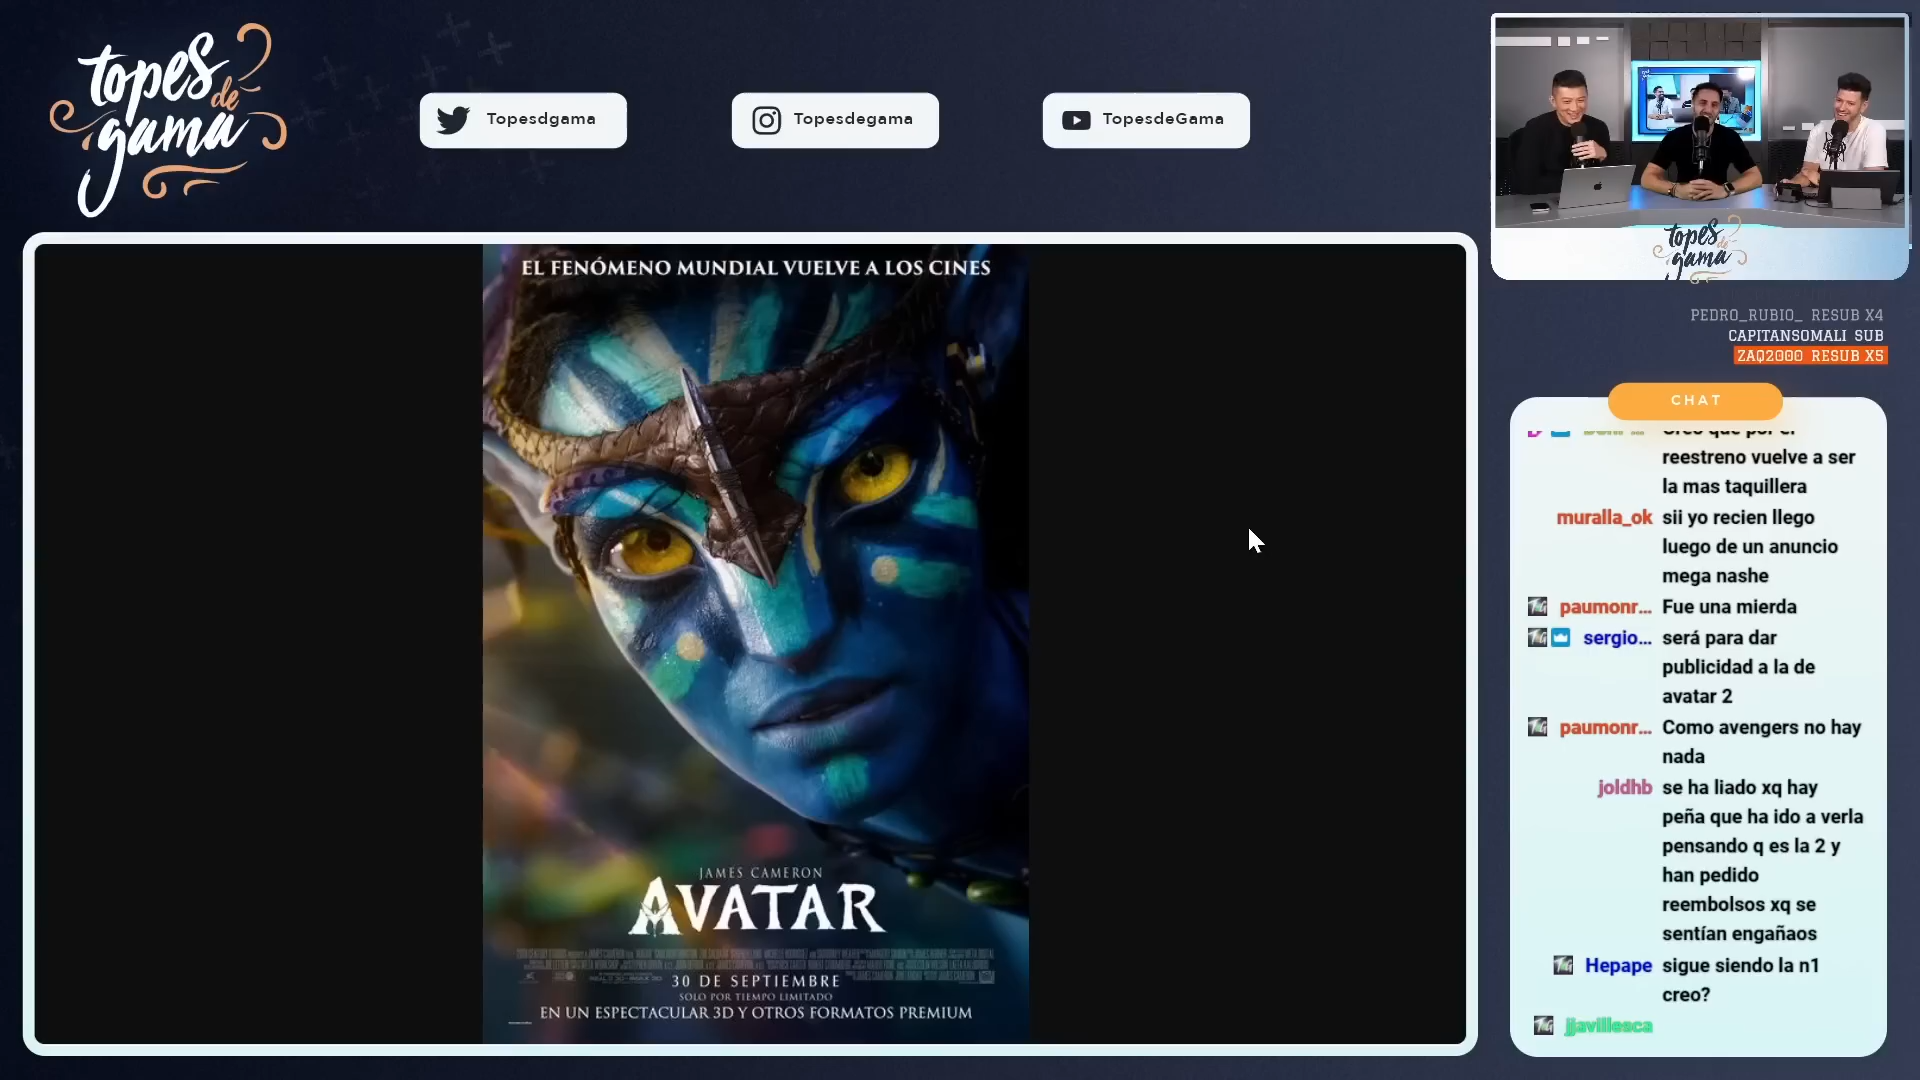 topes
de
gama
Topesdgama
Topesdegama
TopesdeGama
topes
de
gama
PEDRO_RUBIO_ RESUB X4
CAPITANSOMALI SUB
ZAQ2000 RESUB X5
CHAT
EL FENÓMENO MUNDIAL VUELVE A LOS CINES
JAMES CAMERON
AVATAR
30 DE SEPTIEMBRE
SOLO POR TIEMPO LIMITADO
EN UN ESPECTACULAR 3D Y OTROS FORMATOS PREMIUM
Creo que por el
reestreno vuelve a ser
la mas taquillera
muralla_ok sii yo recien llego
luego de un anuncio
mega nashe
paumonr... Fue una mierda
sergio... será para dar
publicidad a la de
avatar 2
paumonr... Como avengers no hay
nada
joldhb se ha liado xq hay
peña que ha ido a verla
pensando q es la 2 y
han pedido
reembolsos xq se
sentían engañaos
Hepape sigue siendo la n1
creo?
jjavillesca